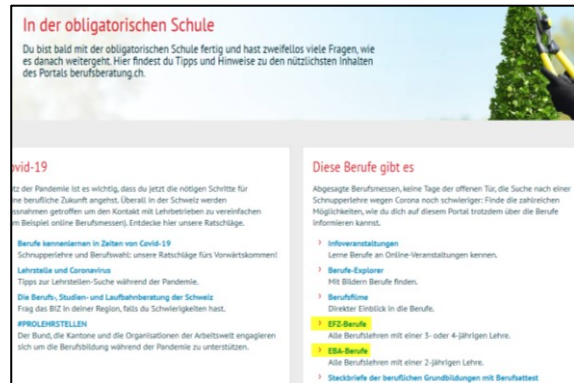 In der obligatorischen Schule
Du bist bald mit der obligatorischen Schule fertig und hast zweifellos viele Fragen, wie
es danach weitergeht. Hier findest du Tipps und Hinweise zu den nützlichsten Inhalten
des Portals berufsberatung.ch.
ovid-19
tz der Pandemie ist es wichtig, dass du jetzt die nötigen Schritte für
ne berufliche Zukunft angehst. Überall in der Schweiz werden
ssnahmen getroffen um den Kontakt mit Lehrbetrieben zu vereinfachen
m Beispiel online Berufsmessen). Entdecke hier unsere Ratschläge.
Berufe kennenlernen in Zeiten von Covid-19
Schnupperlehre und Berufswahl: unsere Ratschläge fürs Vorwärtskommen!
Lehrstelle und Coronavirus
Tipps zur Lehrstellen-Suche während der Pandemie.
Die Berufs-, Studien- und Laufbahnberatung der Schweiz
Frag das BIZ in deiner Region, falls du Schwierigkeiten hast.
#PROLEHRSTELLEN
Der Bund, die Kantone und die Organisationen der Arbeitswelt engagieren
sich um die Berufsbildung während der Pandemie zu unterstützen.
Diese Berufe gibt es
Abgesagte Berufsmessen, keine Tage der offenen Tür, die Suche nach einer
Schnupperlehre wegen Corona noch schwieriger: Finde die zahlreichen
Möglichkeiten, wie du dich auf diesem Portal trotzdem über die Berufe
informieren kannst.
› Infoveranstaltungen
Lerne Berufe an Online-Veranstaltungen kennen.
› Berufe-Explorer
Mit Bildern Berufe finden.
› Berufsfilme
Direkter Einblick in die Berufe.
› EFZ-Berufe
Alle Berufslehren mit einer 3- oder 4-jährigen Lehre.
› EBA-Berufe
Alle Berufslehren mit einer 2-jährigen Lehre.
› Steckbriefe der beruflichen Grundbildungen mit Berufsattest